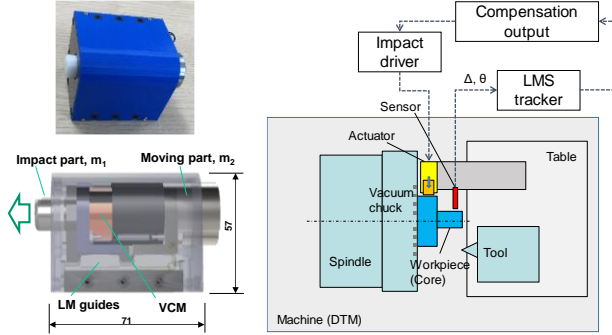 Impact part, m1
Moving part, m2
57
LM guides
VCM
71
Compensation
output
Impact
driver
Δ, θ
LMS
tracker
Sensor
Actuator
Table
Vacuum
chuck
Spindle
Tool
Workpiece
(Core)
Machine (DTM)